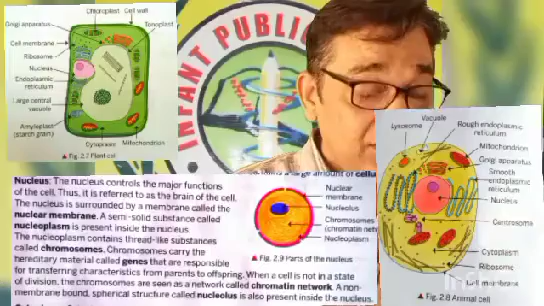 Chloroplast
Cell wall
Golgi apparatus
Tonoplast
Cell membrane
Ribosome
Nucleus
Endoplasmic
reticulum
Large central
vacuole
Amyloplast
(starch grain)
Cytoplasm
Mitochondrion
▲ Fig. 2.7 Plant cell
INFANT PUBLIC
Vacuole
Lysosome
Rough endoplasmic
reticulum
Mitochondrion
Golgi apparatus
Smooth
endoplasmic
reticulum
Nucleus
Centrosome
Cytoplasm
Ribosome
Cell membrane
▲ Fig. 2.8 Animal cell
amount of
Nucleus: The nucleus controls the major functions
of the cell. Thus, it is referred to as the brain of the cell.
The nucleus is surrounded by a membrane called the
nuclear membrane. A semi-solid substance called
nucleoplasm is present inside the nucleus
The nucleoplasm contains thread-like substances
called chromosomes. Chromosomes carry the
hereditary material called genes that are responsible
for transferring characteristics from parents to offspring. When a cell is not in a state
of division, the chromosomes are seen as a network called chromatin network. A non-
membrane bound, spherical structure called nucleolus is also present inside the nucleus.
Nuclear
membrane
Nucleolus
Chromosomes
(chromatin
Nucleoplasm
▲ Fig. 2.9 Parts of the nucleus